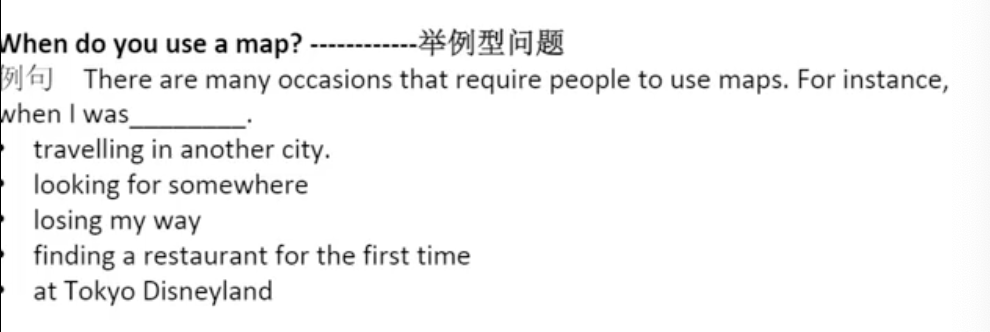 When do you use a map? ------------举例型问题
例句 There are many occasions that require people to use maps. For instance,
when I was_________.
• travelling in another city.
• looking for somewhere
• losing my way
• finding a restaurant for the first time
• at Tokyo Disneyland